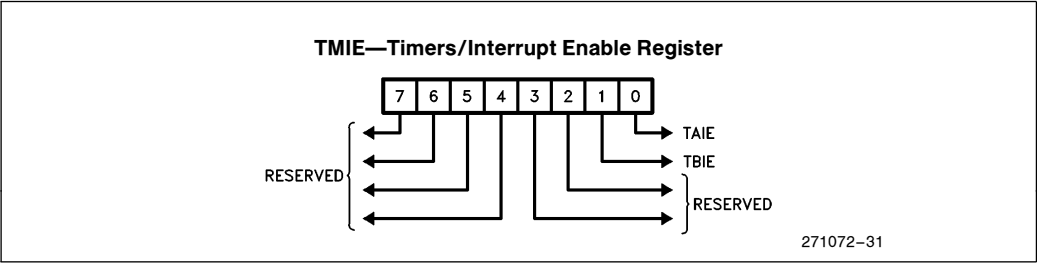 TMIE—Timers/Interrupt Enable Register
7 6 5 4 3 2 1 0
TAIE
TBIE
RESERVED
RESERVED
271072–31